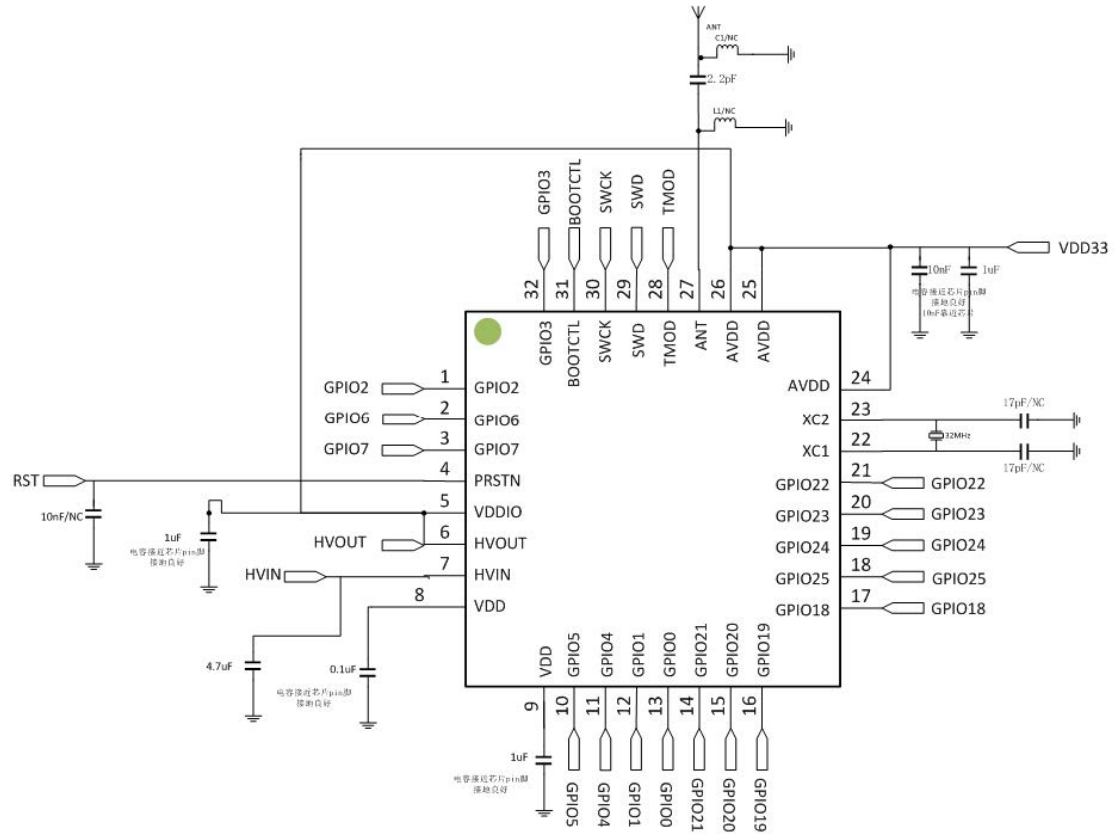 ANT
C1/NC
2.2pF
L1/NC
GPIO3
BOOTCTL
SWCK
SWD
TMOD
VDD33
10nF
1uF
电容接近芯片pin脚
接地良好
10nF靠近芯片
32
31
30
29
28
27
26
25
GPIO3
BOOTCTL
SWCK
SWD
TMOD
ANT
AVDD
AVDD
GPIO2
1
GPIO2
GPIO6
2
GPIO6
GPIO7
3
GPIO7
RST
4
PRSTN
10nF/NC
5
VDDIO
1uF
电容接近芯片pin脚
接地良好
HVOUT
6
HVOUT
HVIN
7
HVIN
8
VDD
4.7uF
0.1uF
电容接近芯片pin脚
接地良好
AVDD
24
XC2
23
17pF/NC
32MHz
XC1
22
17pF/NC
GPIO22
21
GPIO22
GPIO23
20
GPIO23
GPIO24
19
GPIO24
GPIO25
18
GPIO25
GPIO18
17
GPIO18
VDD
GPIO5
GPIO4
GPIO1
GPIO0
GPIO21
GPIO20
GPIO19
9
10
11
12
13
14
15
16
1uF
电容接近芯片pin脚
接地良好
GPIO5
GPIO4
GPIO1
GPIO0
GPIO21
GPIO20
GPIO19